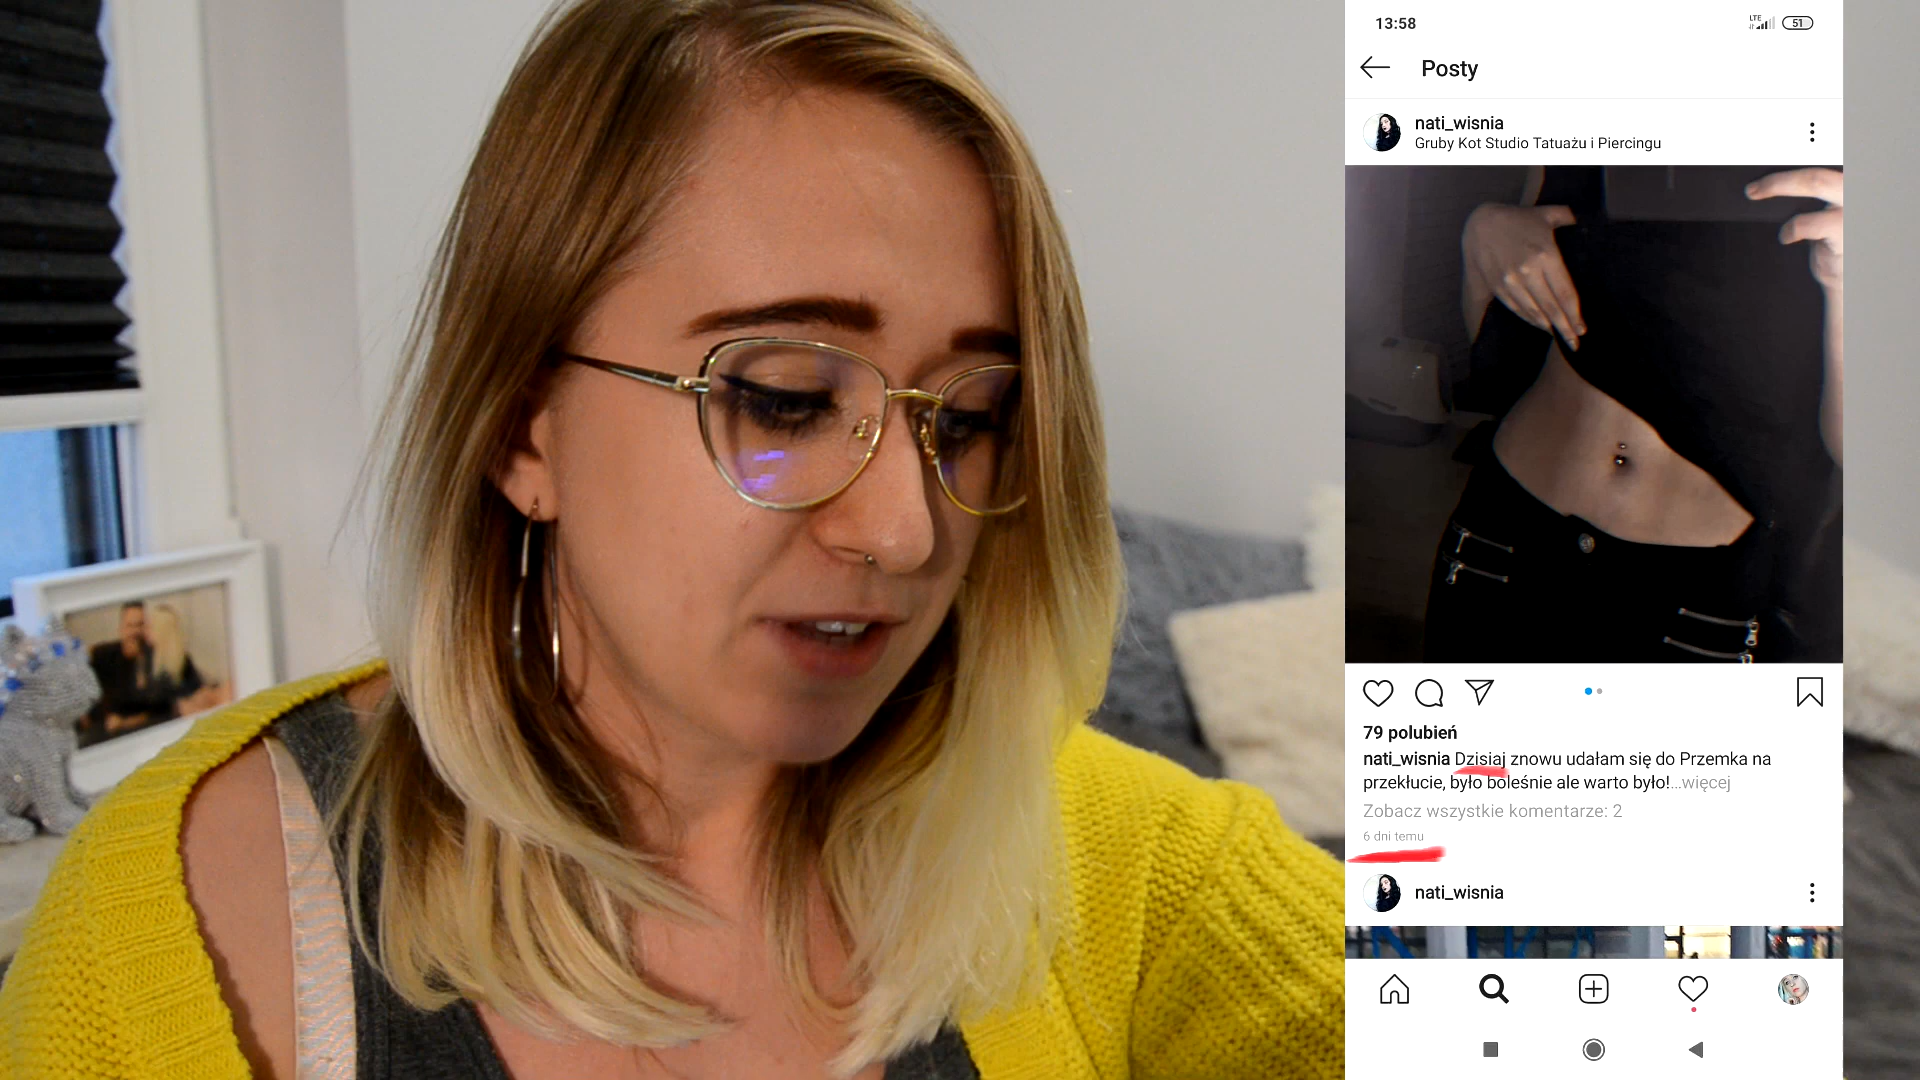 13:58
LTE
51
Posty
nati_wisnia
Gruby Kot Studio Tatuażu i Piercingu
79 polubień
nati_wisnia Dzisiaj znowu udałam się do Przemka na
przekłucie, było boleśnie ale warto było!...więcej
Zobacz wszystkie komentarze: 2
6 dni temu
nati_wisnia